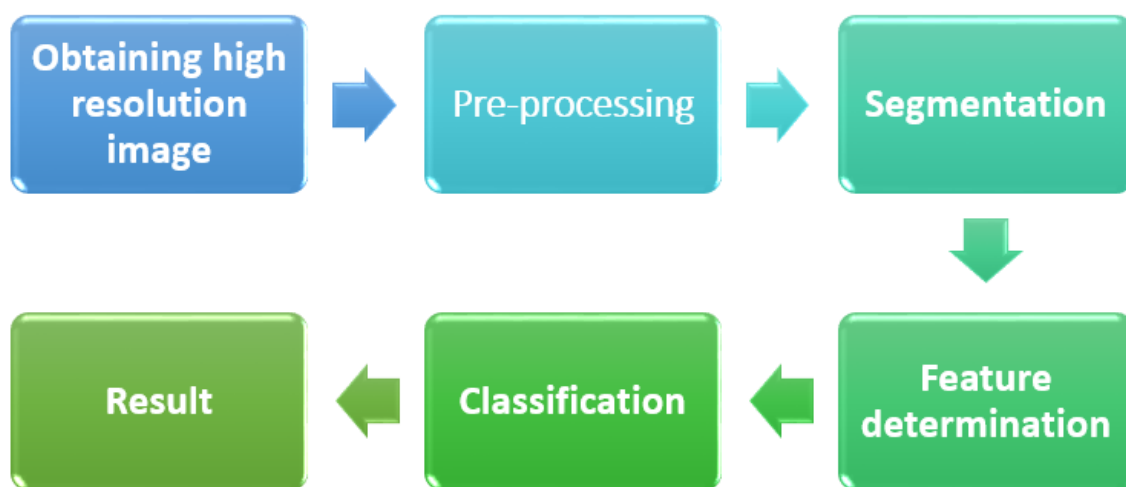 Obtaining high
resolution
image
Pre-processing
Segmentation
Feature
determination
Classification
Result